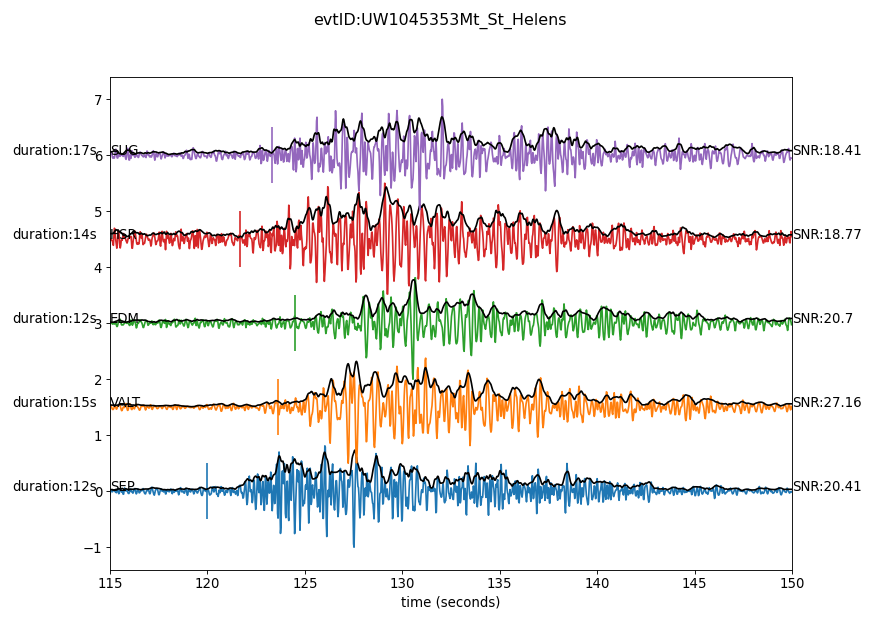 evtID:UW1045353Mt_St_Helens
7
duration:17s SUG SNR:18.41
6
5
duration:14s SNR:18.77
4
duration:12s EDM SNR:20.7
3
2
duration:15s VALT SNR:27.16
1
duration:12s SEP SNR:20.41
0
−1
115 120 125 130 135 140 145 150
time (seconds)